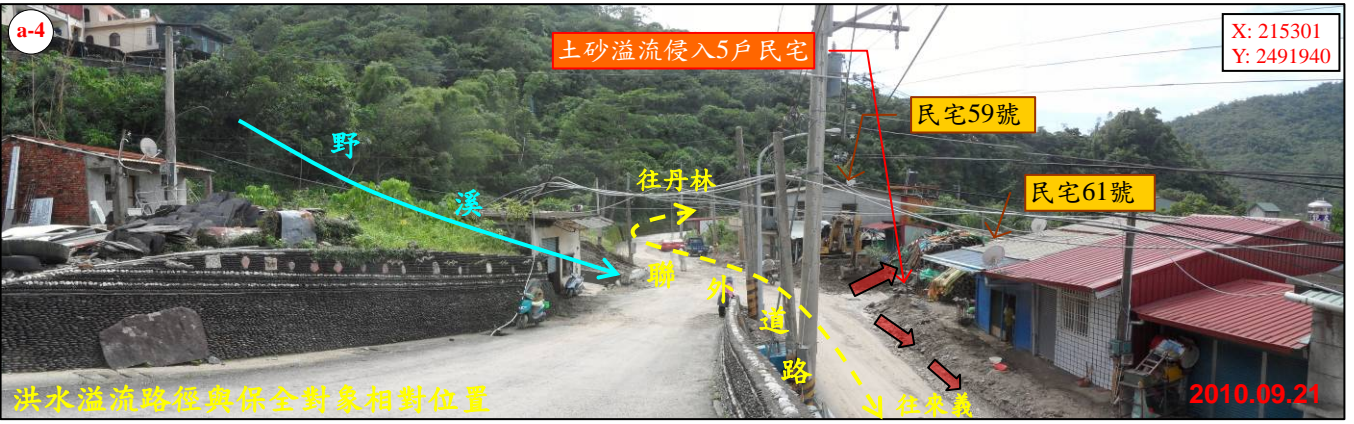 a-4
土砂溢流侵入5戶民宅
X: 215301
Y: 2491940
民宅59號
野溪
往丹林
民宅61號
聯外道路
洪水溢流路徑與保全對象相對位置
往來義
2010.09.21